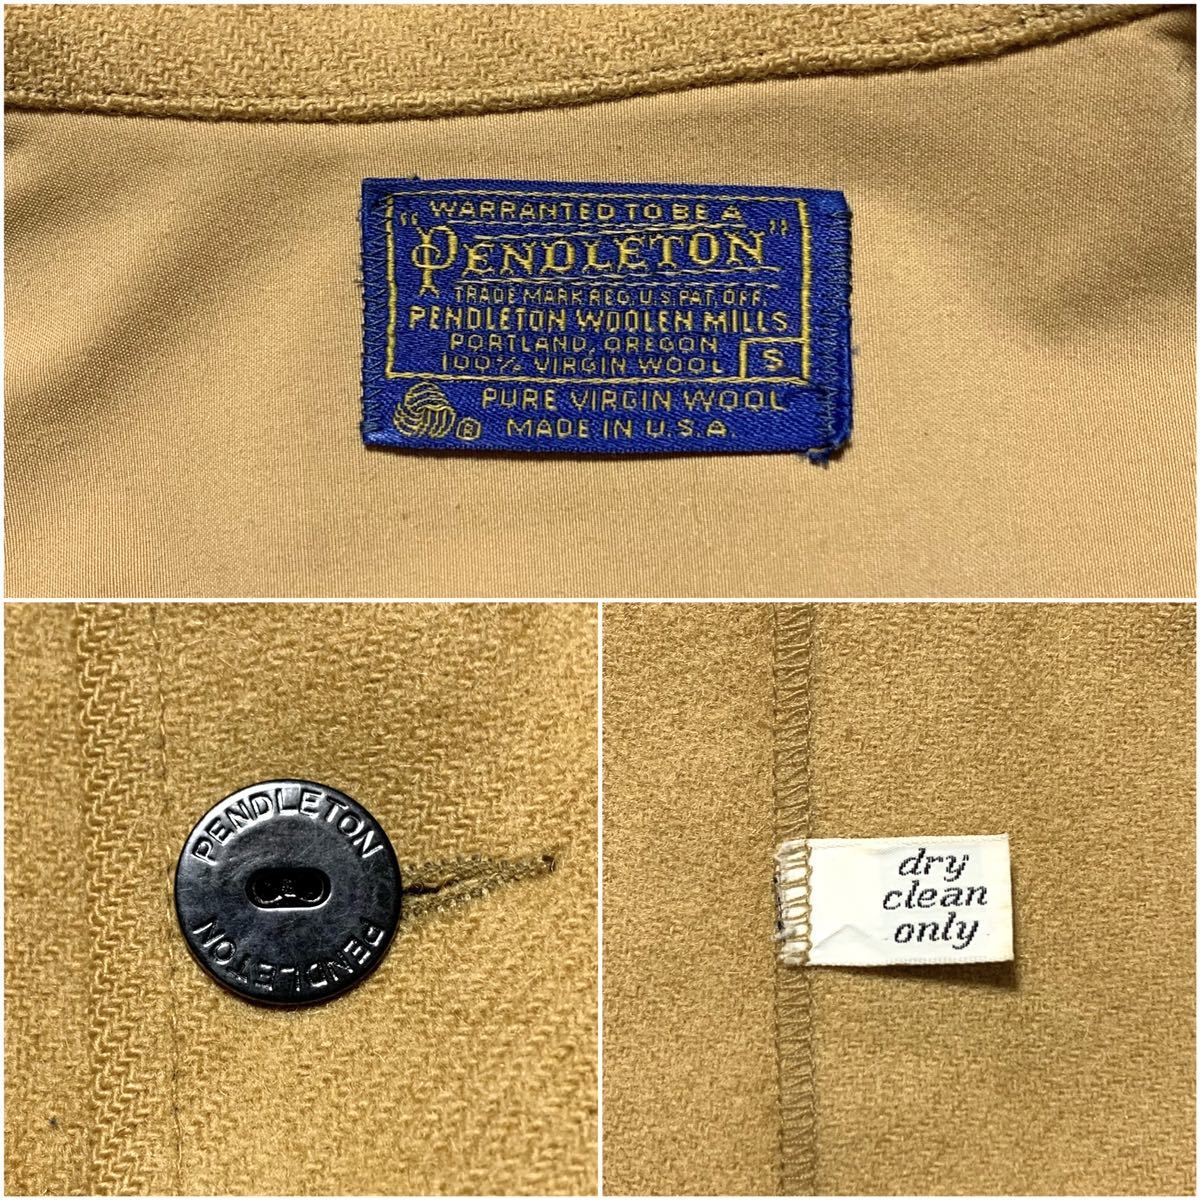 WARRANTED TO BE A
"PENDLETON"
TRADE MARK REG. U.S. PAT. OFF.
PENDLETON WOOLEN MILLS
PORTLAND, OREGON
100% VIRGIN WOOL S
PURE VIRGIN WOOL
® MADE IN U.S.A.
PENDLETON
PENDLETON
dry
clean
only